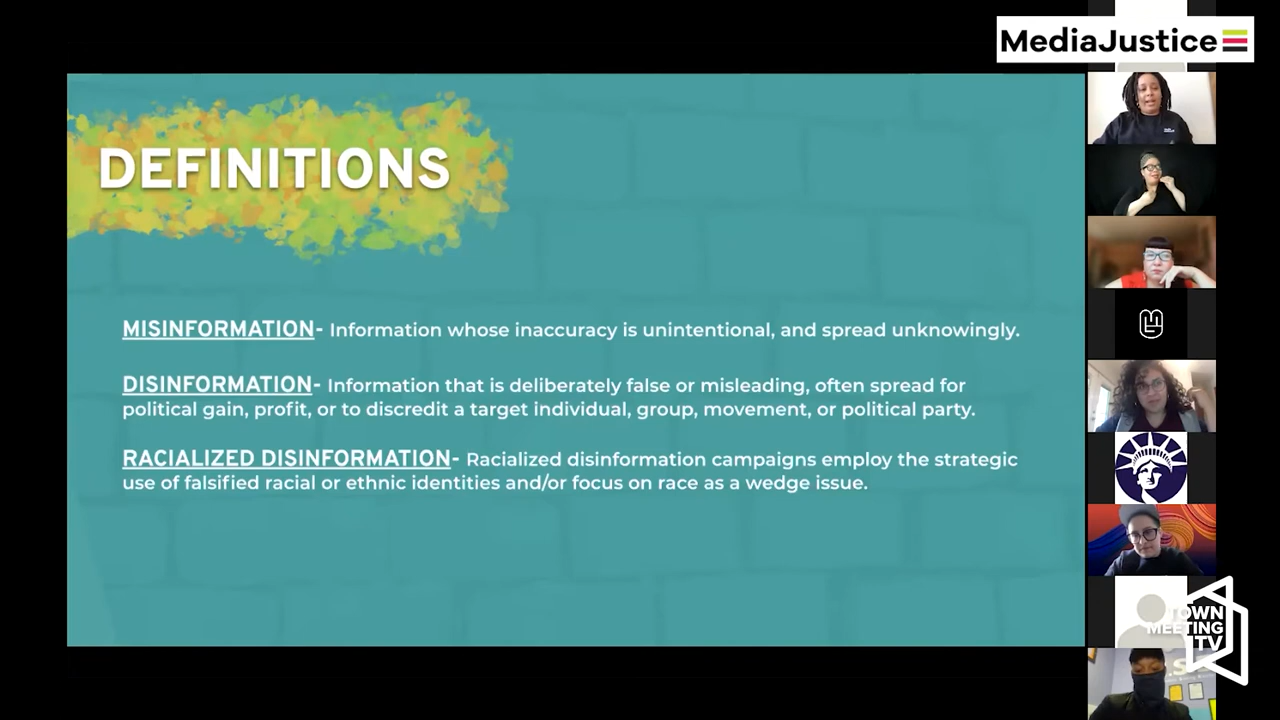 MediaJustice
DEFINITIONS
MISINFORMATION- Information whose inaccuracy is unintentional, and spread unknowingly.
DISINFORMATION- Information that is deliberately false or misleading, often spread for
political gain, profit, or to discredit a target individual, group, movement, or political party.
RACIALIZED DISINFORMATION- Racialized disinformation campaigns employ the strategic
use of falsified racial or ethnic identities and/or focus on race as a wedge issue.
TOWN
MEETING
TV